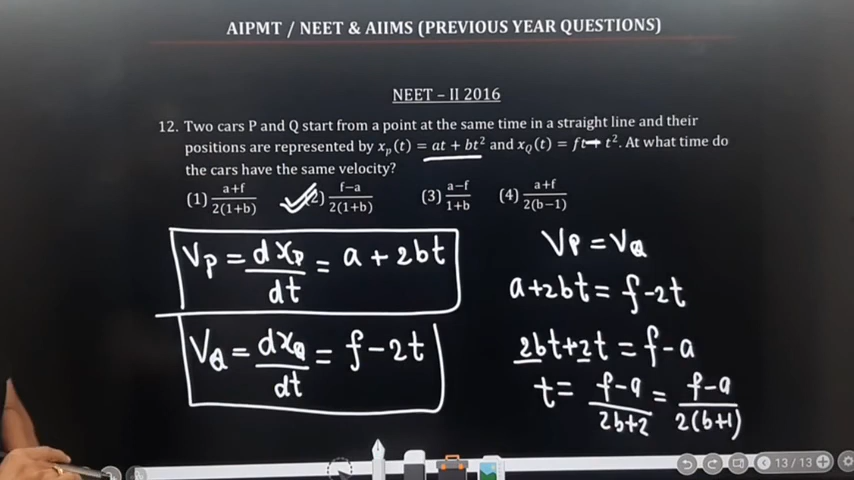 AIPMT / NEET & AIIMS (PREVIOUS YEAR QUESTIONS)
NEET – II 2016
12. Two cars P and Q start from a point at the same time in a straight line and their
positions are represented by xₚ(t) = at + bt² and x_Q(t) = ft − t². At what time do
the cars have the same velocity?
(1) a+f/2(1+b) (2) f−a/2(1+b) (3) a−f/1+b (4) a+f/2(b−1)
Vp = dxp/dt = a + 2bt
VQ = dxQ/dt = f − 2t
Vp = VQ
a + 2bt = f − 2t
2bt + 2t = f − a
t = f−a/2b+2 = f−a/2(b+1)
13 / 13